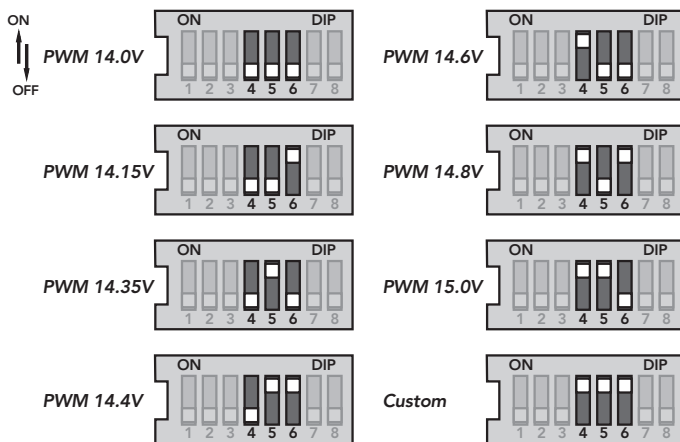 ON
OFF
PWM 14.0V
ON DIP
1 2 3 4 5 6 7 8
PWM 14.6V
ON DIP
1 2 3 4 5 6 7 8
PWM 14.15V
ON DIP
1 2 3 4 5 6 7 8
PWM 14.8V
ON DIP
1 2 3 4 5 6 7 8
PWM 14.35V
ON DIP
1 2 3 4 5 6 7 8
PWM 15.0V
ON DIP
1 2 3 4 5 6 7 8
PWM 14.4V
ON DIP
1 2 3 4 5 6 7 8
Custom
ON DIP
1 2 3 4 5 6 7 8